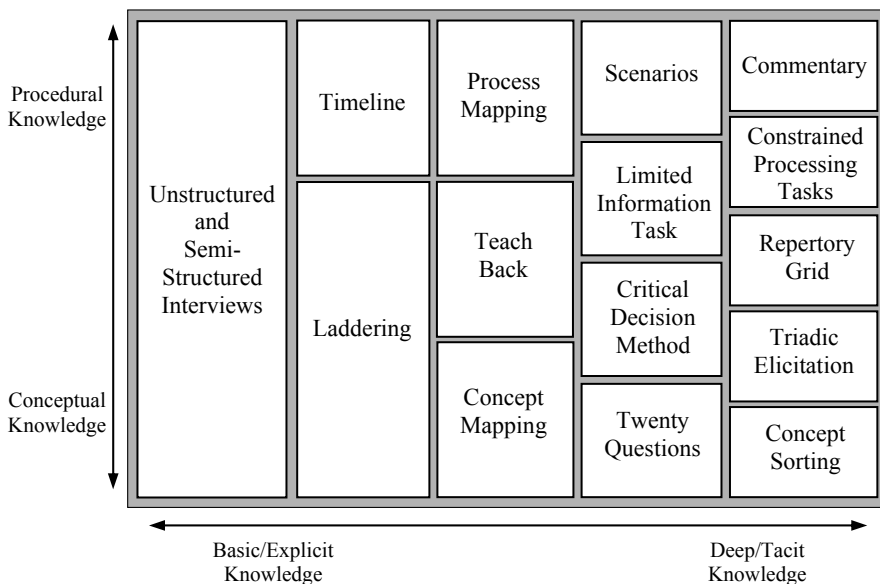 Procedural
Knowledge
Conceptual
Knowledge
Unstructured
and
Semi-
Structured
Interviews
Timeline
Laddering
Process
Mapping
Teach
Back
Concept
Mapping
Scenarios
Limited
Information
Task
Critical
Decision
Method
Twenty
Questions
Commentary
Constrained
Processing
Tasks
Repertory
Grid
Triadic
Elicitation
Concept
Sorting
Basic/Explicit
Knowledge
Deep/Tacit
Knowledge